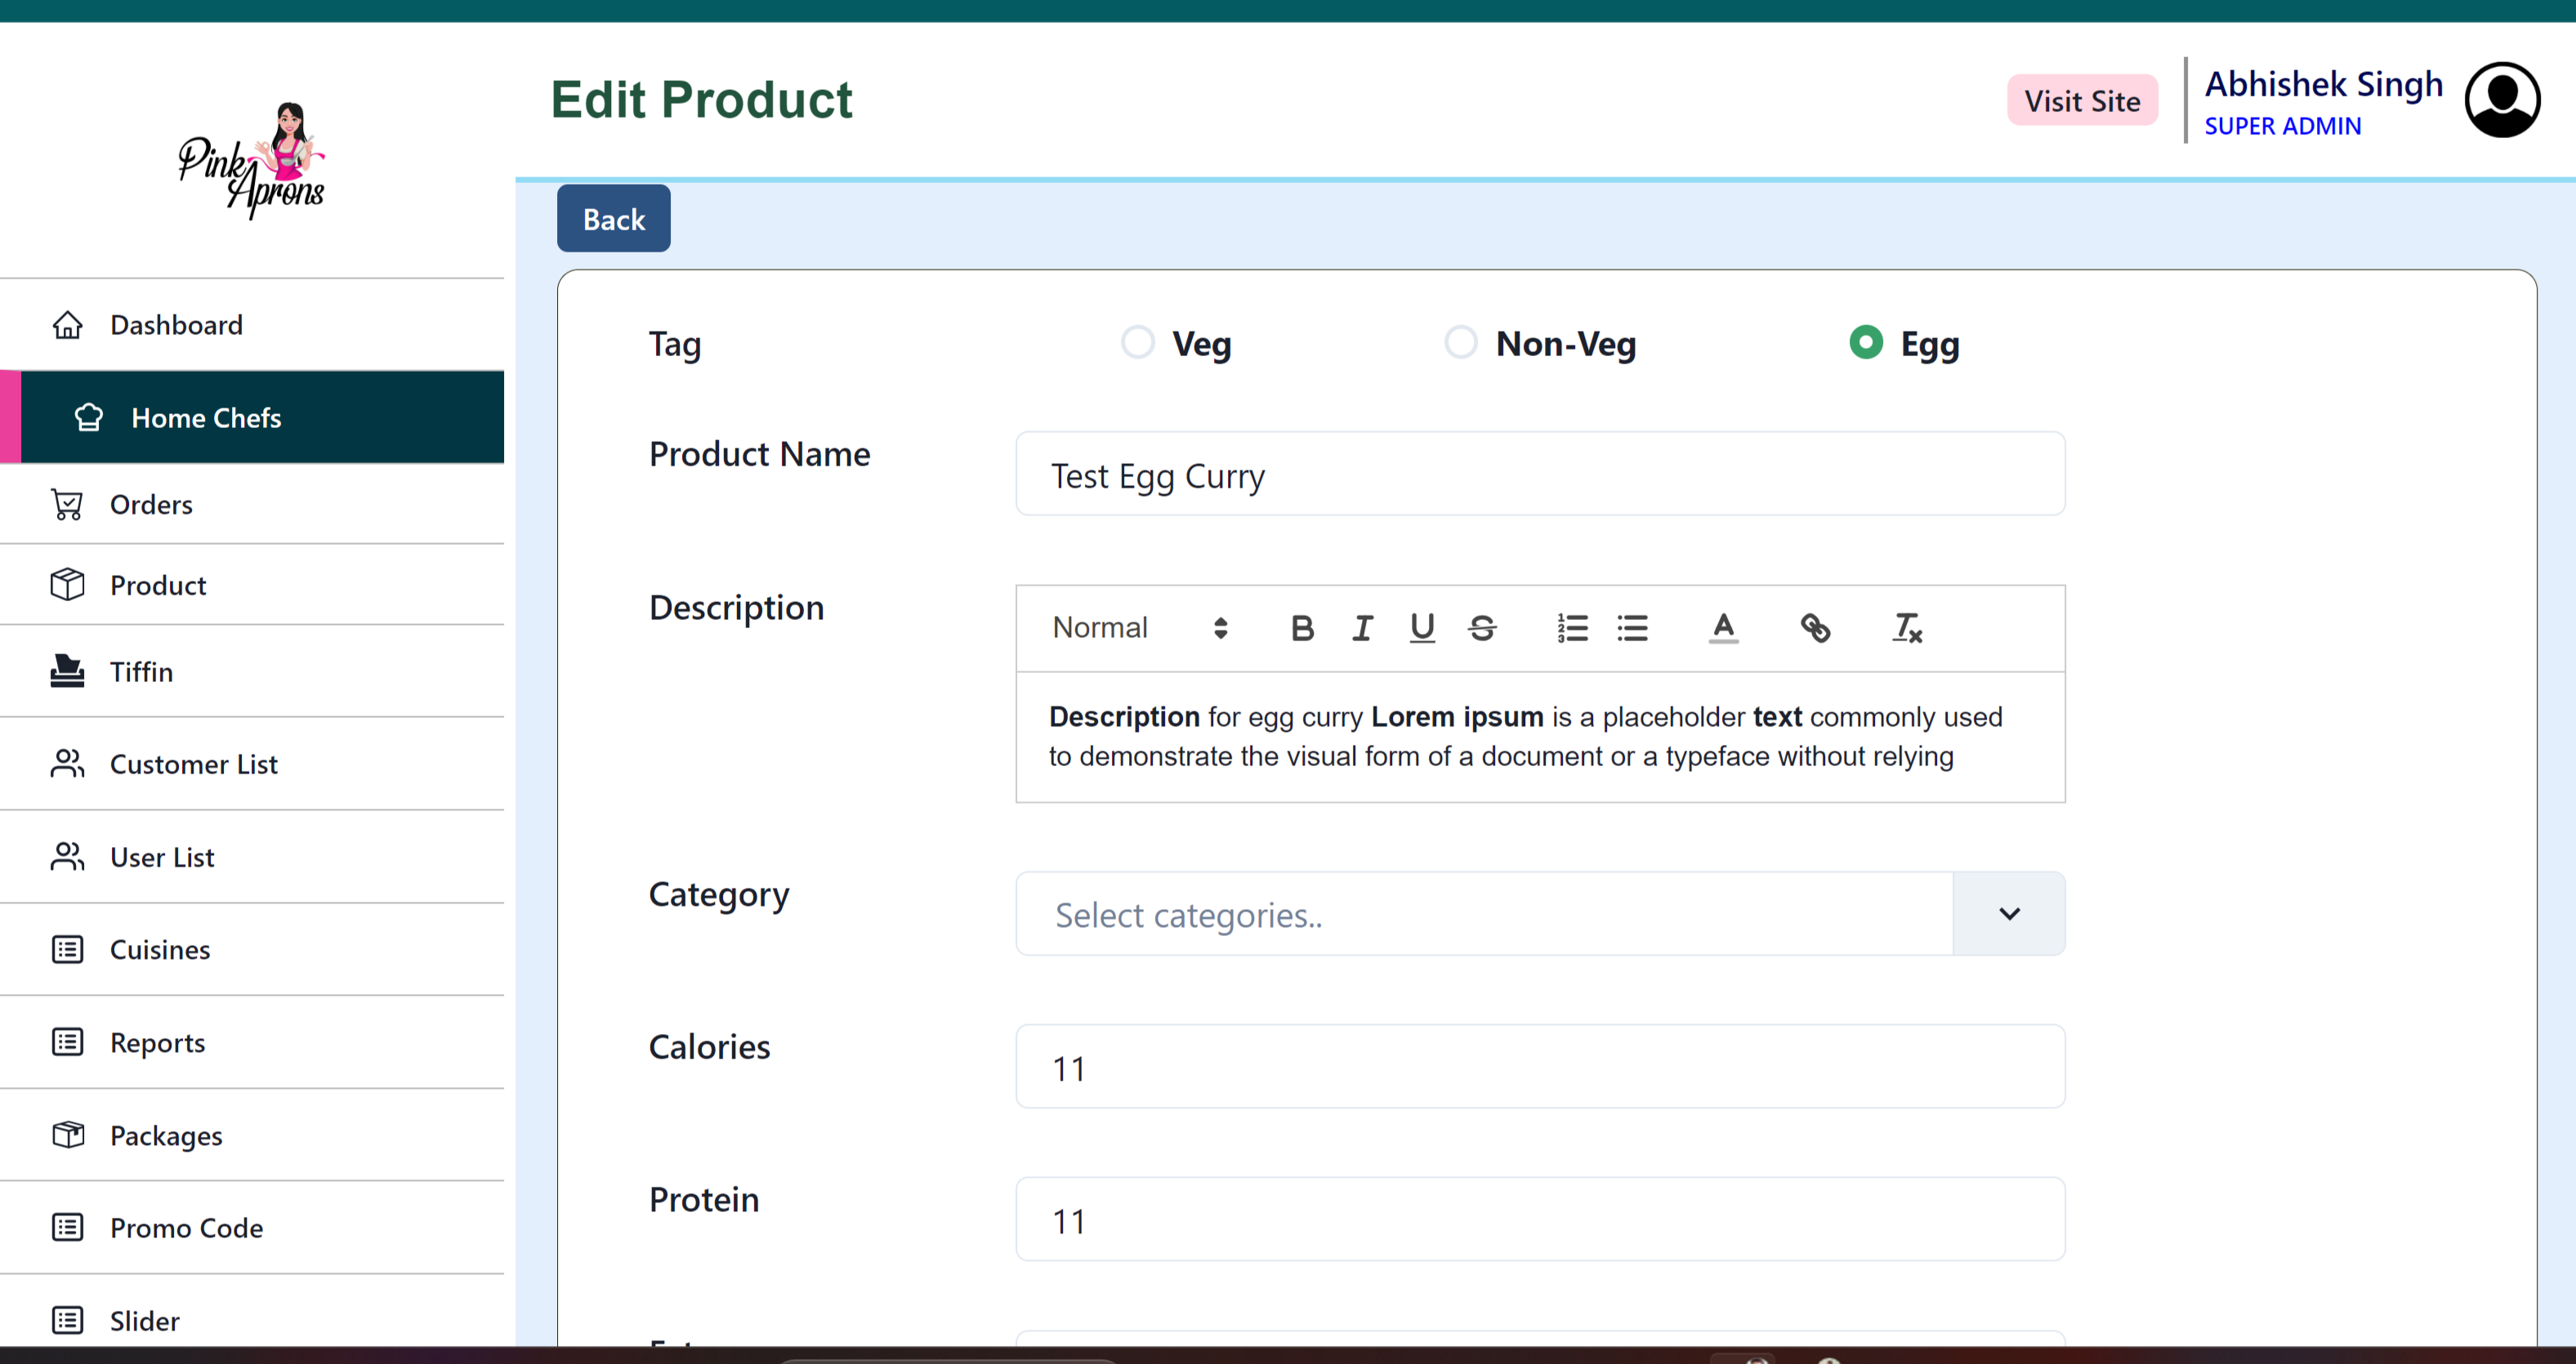 Pink
Aprons
Edit Product
Visit Site
Abhishek Singh
SUPER ADMIN
Back
Dashboard
Home Chefs
Orders
Product
Tiffin
Customer List
User List
Cuisines
Reports
Packages
Promo Code
Slider
Tag
Veg
Non-Veg
Egg
Product Name
Test Egg Curry
Description
Normal
Description for egg curry Lorem ipsum is a placeholder text commonly used
to demonstrate the visual form of a document or a typeface without relying
Category
Select categories..
Calories
11
Protein
11